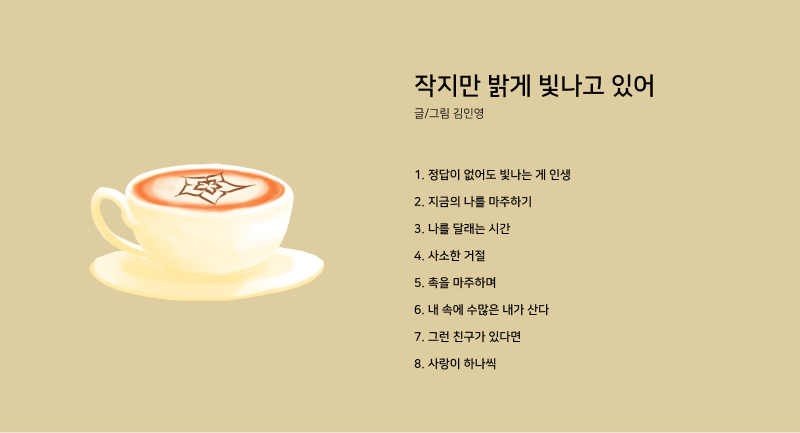 작지만 밝게 빛나고 있어
글/그림 김인영
1. 정답이 없어도 빛나는 게 인생
2. 지금의 나를 마주하기
3. 나를 달래는 시간
4. 사소한 거절
5. 촉을 마주하며
6. 내 속에 수많은 내가 산다
7. 그런 친구가 있다면
8. 사랑이 하나씩